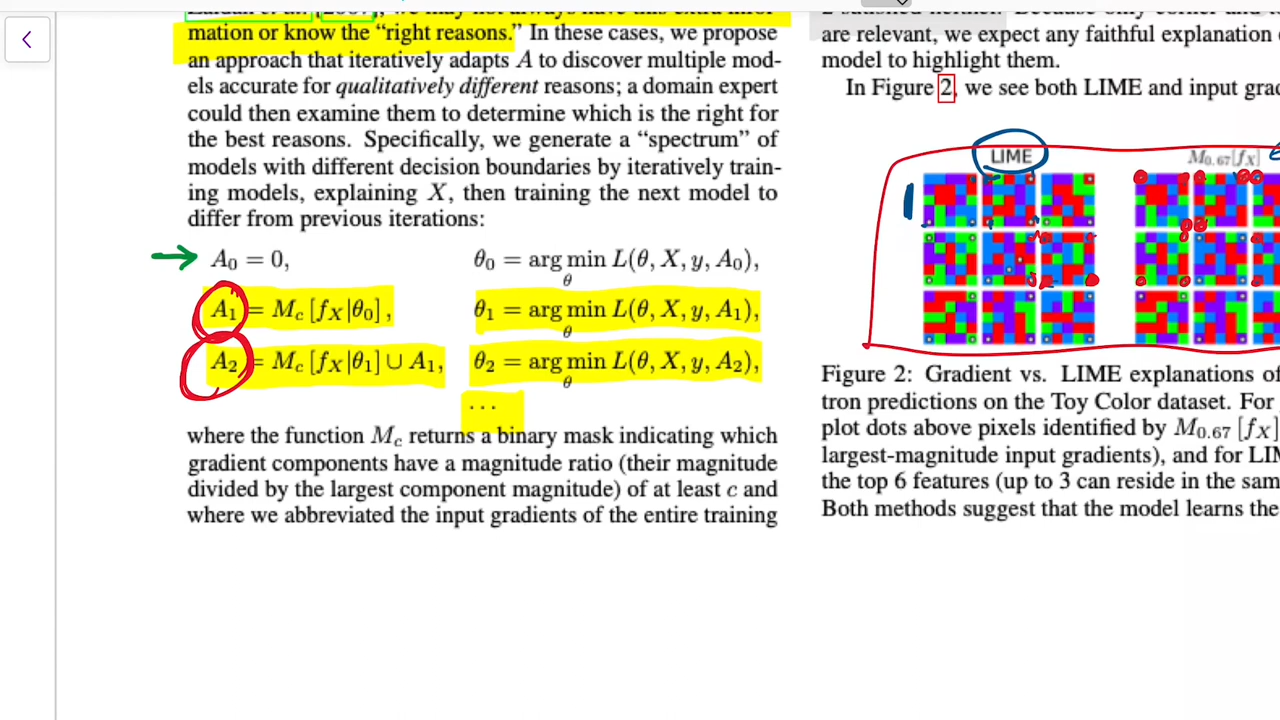 mation or know the “right reasons.” In these cases, we propose
an approach that iteratively adapts A to discover multiple mod-
els accurate for qualitatively different reasons; a domain expert
could then examine them to determine which is the right for
the best reasons. Specifically, we generate a “spectrum” of
models with different decision boundaries by iteratively train-
ing models, explaining X, then training the next model to
differ from previous iterations:
A₀ = 0, θ₀ = arg min L(θ, X, y, A₀),
θ
A₁ = M_c [f_X|θ₀] , θ₁ = arg min L(θ, X, y, A₁),
θ
A₂ = M_c [f_X|θ₁] ∪ A₁, θ₂ = arg min L(θ, X, y, A₂),
θ
...
where the function M_c returns a binary mask indicating which
gradient components have a magnitude ratio (their magnitude
divided by the largest component magnitude) of at least c and
where we abbreviated the input gradients of the entire training
are relevant, we expect any faithful explanation
model to highlight them.
In Figure 2, we see both LIME and input
LIME M₀.₆₇[f_X]
Figure 2: Gradient vs. LIME explanations of
tron predictions on the Toy Color dataset. For
plot dots above pixels identified by M₀.₆₇ [f_X]
largest-magnitude input gradients), and for
the top 6 features (up to 3 can reside in the
Both methods suggest that the model learns the